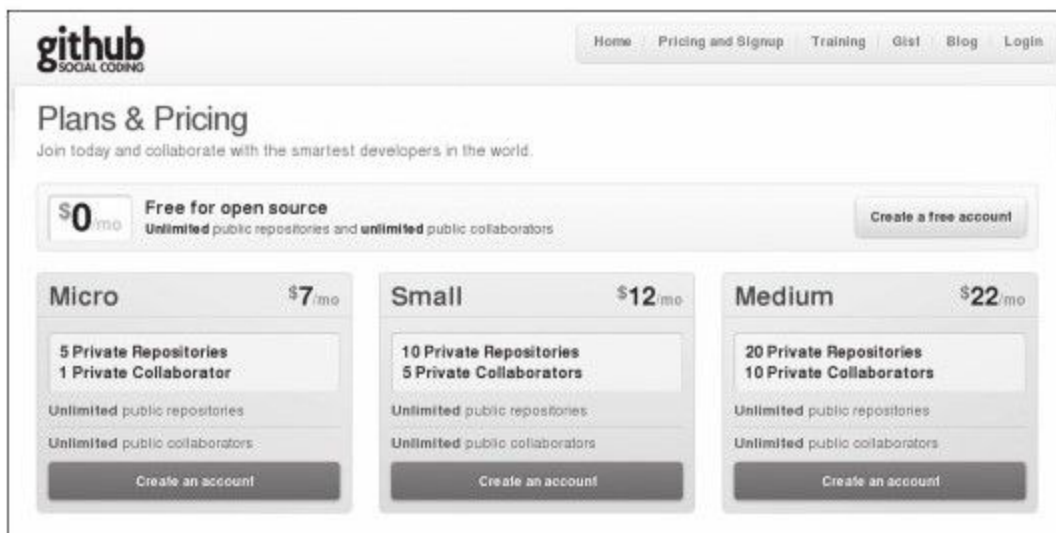 github
SOCIAL CODING
Home Pricing and Signup Training Gist Blog Login
Plans & Pricing
Join today and collaborate with the smartest developers in the world.
$0/mo
Free for open source
Unlimited public repositories and unlimited public collaborators
Create a free account
Micro $7/mo
5 Private Repositories
1 Private Collaborator
Unlimited public repositories
Unlimited public collaborators
Create an account
Small $12/mo
10 Private Repositories
5 Private Collaborators
Unlimited public repositories
Unlimited public collaborators
Create an account
Medium $22/mo
20 Private Repositories
10 Private Collaborators
Unlimited public repositories
Unlimited public collaborators
Create an account